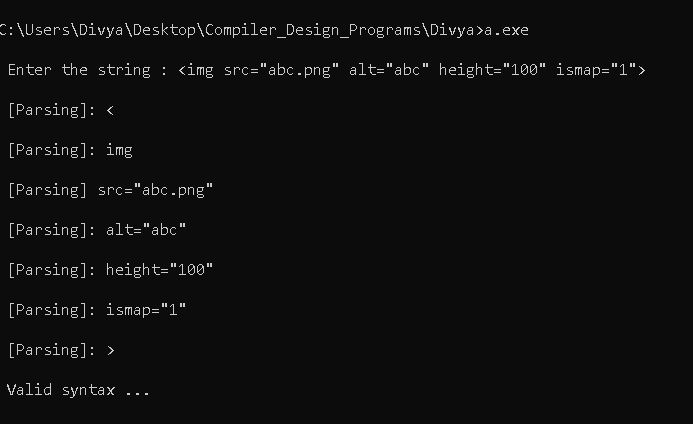 C:\Users\Divya\Desktop\Compiler_Design_Programs\Divya>a.exe
Enter the string : <img src="abc.png" alt="abc" height="100" ismap="1">
[Parsing]: <
[Parsing]: img
[Parsing] src="abc.png"
[Parsing]: alt="abc"
[Parsing]: height="100"
[Parsing]: ismap="1"
[Parsing]: >
Valid syntax ...